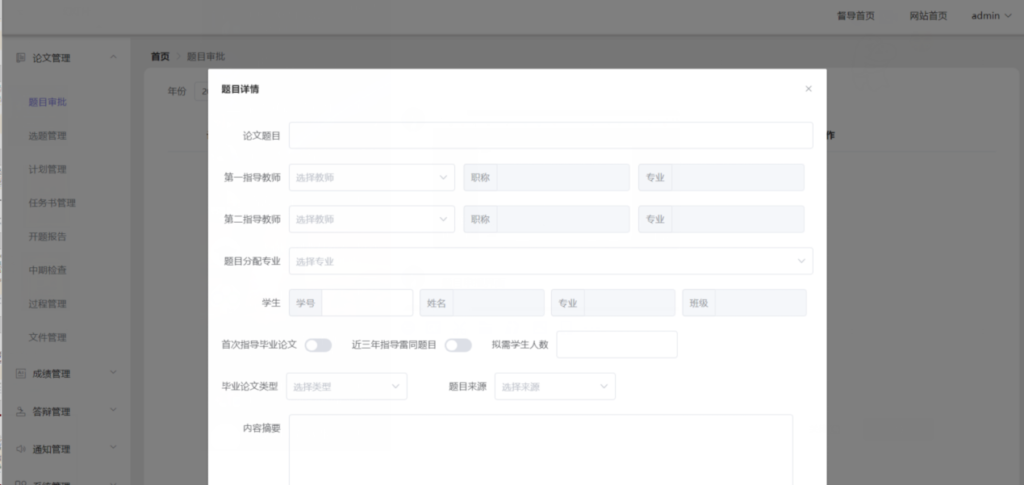 督导首页 网站首页 admin
论文管理
首页 题目审批
题目审批
选题管理
计划管理
任务书管理
开题报告
中期检查
过程管理
文件管理
成绩管理
答辩管理
通知管理
年份
题目详情
论文题目
第一指导教师 选择教师 职称 专业
第二指导教师 选择教师 职称 专业
题目分配专业 选择专业
学生 学号 姓名 专业 班级
首次指导毕业论文 近三年指导雷同题目 拟需学生人数
毕业论文类型 选择类型 题目来源 选择来源
内容摘要